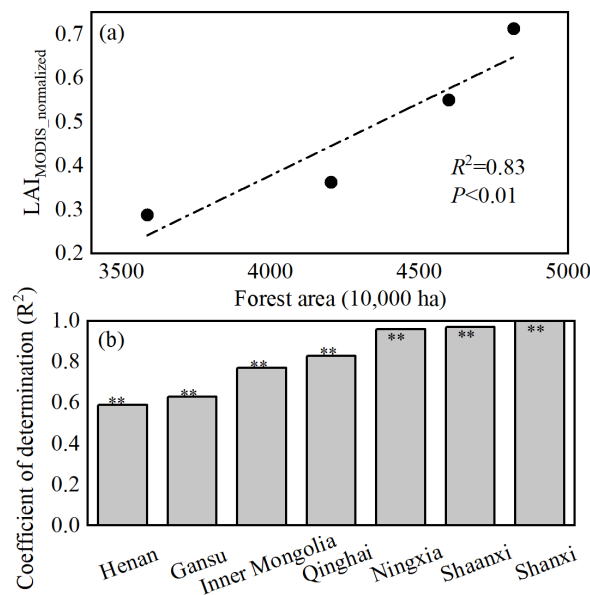 (a)
LAI_MODIS_normalized
0.7
0.6
0.5
0.4
0.3
0.2
R²=0.83
P<0.01
3500 4000 4500 5000
Forest area (10,000 ha)
(b)
Coefficient of determination (R²)
1.0
0.8
0.6
0.4
0.2
0.0
** ** ** ** ** ** **
Henan Gansu Inner Mongolia Qinghai Ningxia Shaanxi Shanxi